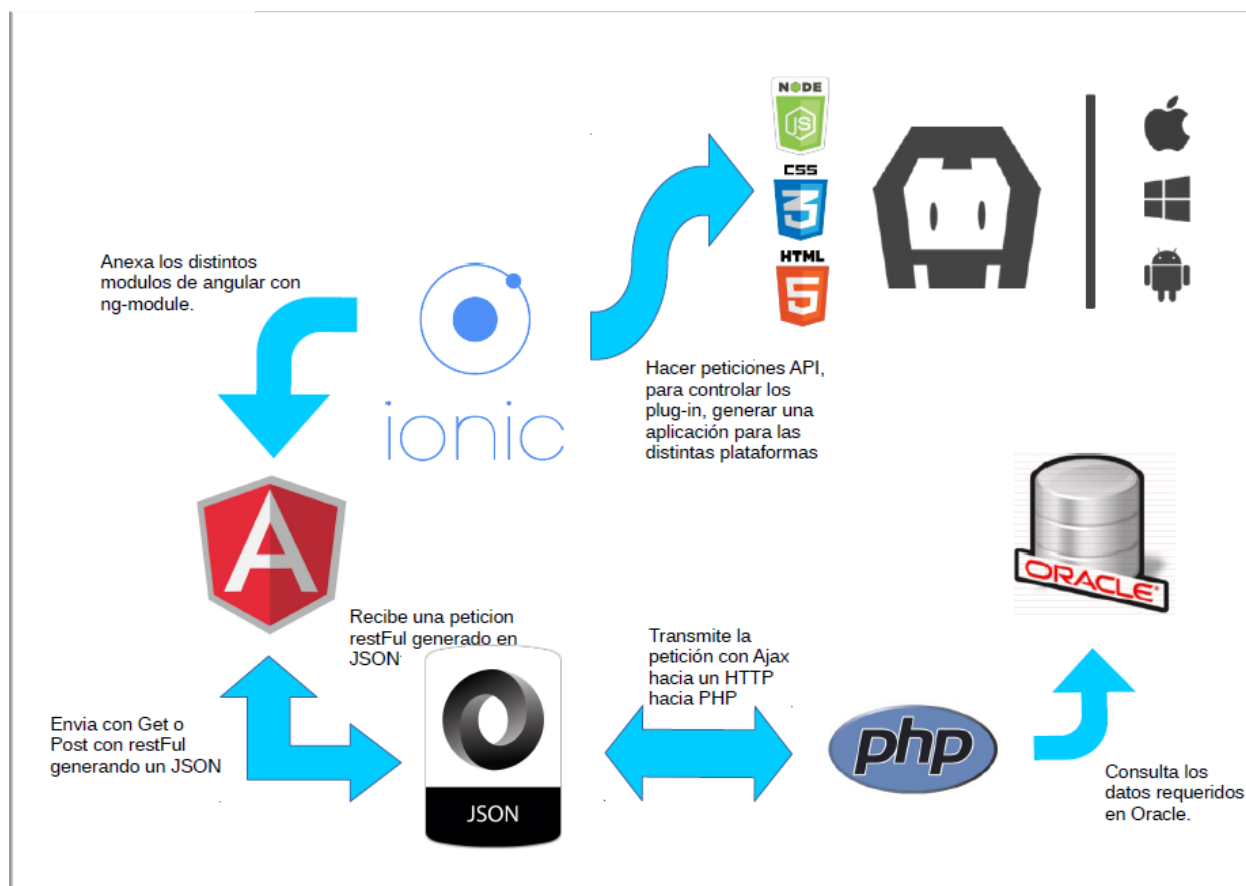 NODE
JS
CSS
3
HTML
5
Anexa los distintos
modulos de angular con
ng-module.
ionic
Hacer peticiones API,
para controlar los
plug-in, generar una
aplicación para las
distintas plataformas
A
ORACLE
Recibe una peticion
restFul generado en
JSON
Transmite la
petición con Ajax
hacia un HTTP
hacia PHP
Envia con Get o
Post con restFul
generando un JSON
JSON
php
Consulta los
datos requeridos
en Oracle.